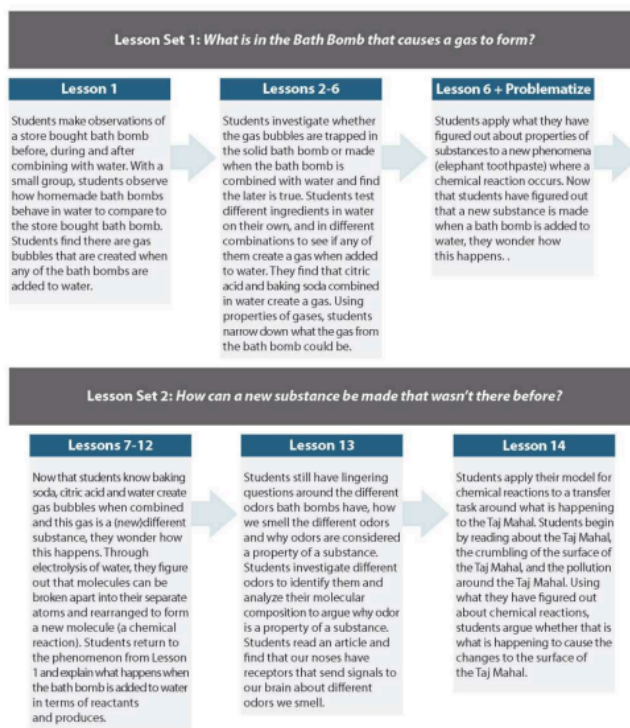 Lesson Set 1: What is in the Bath Bomb that causes a gas to form?
Lesson 1
Students make observations
of a store bought bath bomb
before, during and after
combining with water. With a
small group, students observe
how homemade bath bombs
behave in water to compare to
the store bought bath bomb.
Students find there are gas
bubbles that are created when
any of the bath bombs are
added to water.
Lessons 2-6
Students investigate whether
the gas bubbles are trapped in
the solid bath bomb or made
when the bath bomb is
combined with water and find
the later is true. Students test
different ingredients in water
on their own, and in different
combinations to see if any of
them create a gas when added
to water. They find that citric
acid and baking soda combined
in water create a gas. Using
properties of gases, students
narrow down what the gas from
the bath bomb could be.
Lesson 6 + Problematize
Students apply what they have
figured out about properties of
substances to a new phenomena
(elephant toothpaste) where a
chemical reaction occurs. Now
that students have figured out
that a new substance is made
when a bath bomb is added to
water, they wonder how
this happens. .
Lesson Set 2: How can a new substance be made that wasn't there before?
Lessons 7-12
Now that students know baking
soda, citric acid and water create
gas bubbles when combined
and this gas is a (new)different
substance, they wonder how
this happens. Through
electrolysis of water, they figure
out that molecules can be
broken apart into their separate
atoms and rearranged to form
a new molecule (a chemical
reaction). Students return to
the phenomenon from Lesson
1 and explain what happens when
the bath bomb is added to water
in terms of reactants
and produces.
Lesson 13
Students still have lingering
questions around the different
odors bath bombs have, how
we smell the different odors
and why odors are considered
a property of a substance.
Students investigate different
odors to identify them and
analyze their molecular
composition to argue why odor
is a property of a substance.
Students read an article and
find that our noses have
receptors that send signals to
our brain about different
odors we smell.
Lesson 14
Students apply their model for
chemical reactions to a transfer
task around what is happening
to the Taj Mahal. Students begin
by reading about the Taj Mahal,
the crumbling of the surface of
the Taj Mahal, and the pollution
around the Taj Mahal. Using
what they have figured out
about chemical reactions,
students argue whether that is
what is happening to cause the
changes to the surface of
the Taj Mahal.